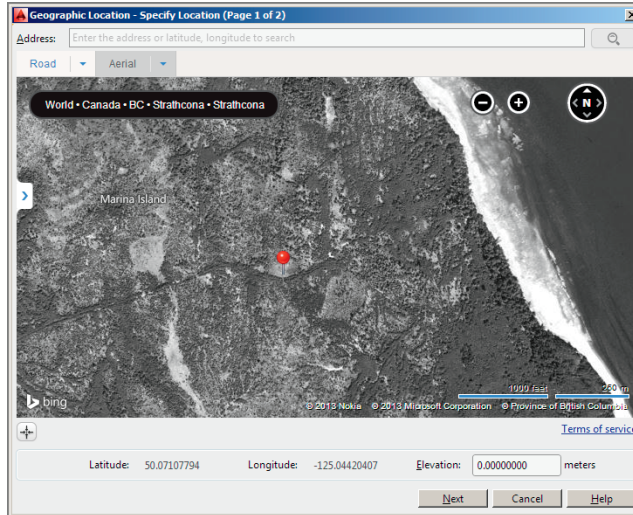 Geographic Location - Specify Location (Page 1 of 2)
Address: Enter the address or latitude, longitude to search
Road Aerial
World • Canada • BC • Strathcona • Strathcona
N
Marina Island
1000 feet 250 m
bing © 2013 Nokia © 2013 Microsoft Corporation © Province of British Columbia
Terms of service
Latitude: 50.07107794 Longitude: -125.04420407 Elevation: 0.00000000 meters
Next Cancel Help